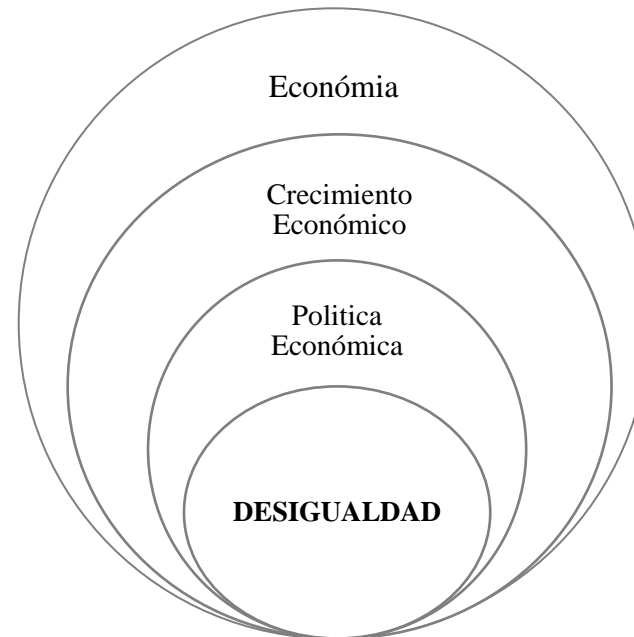 Económia
Crecimiento
Económico
Politica
Económica
DESIGUALDAD